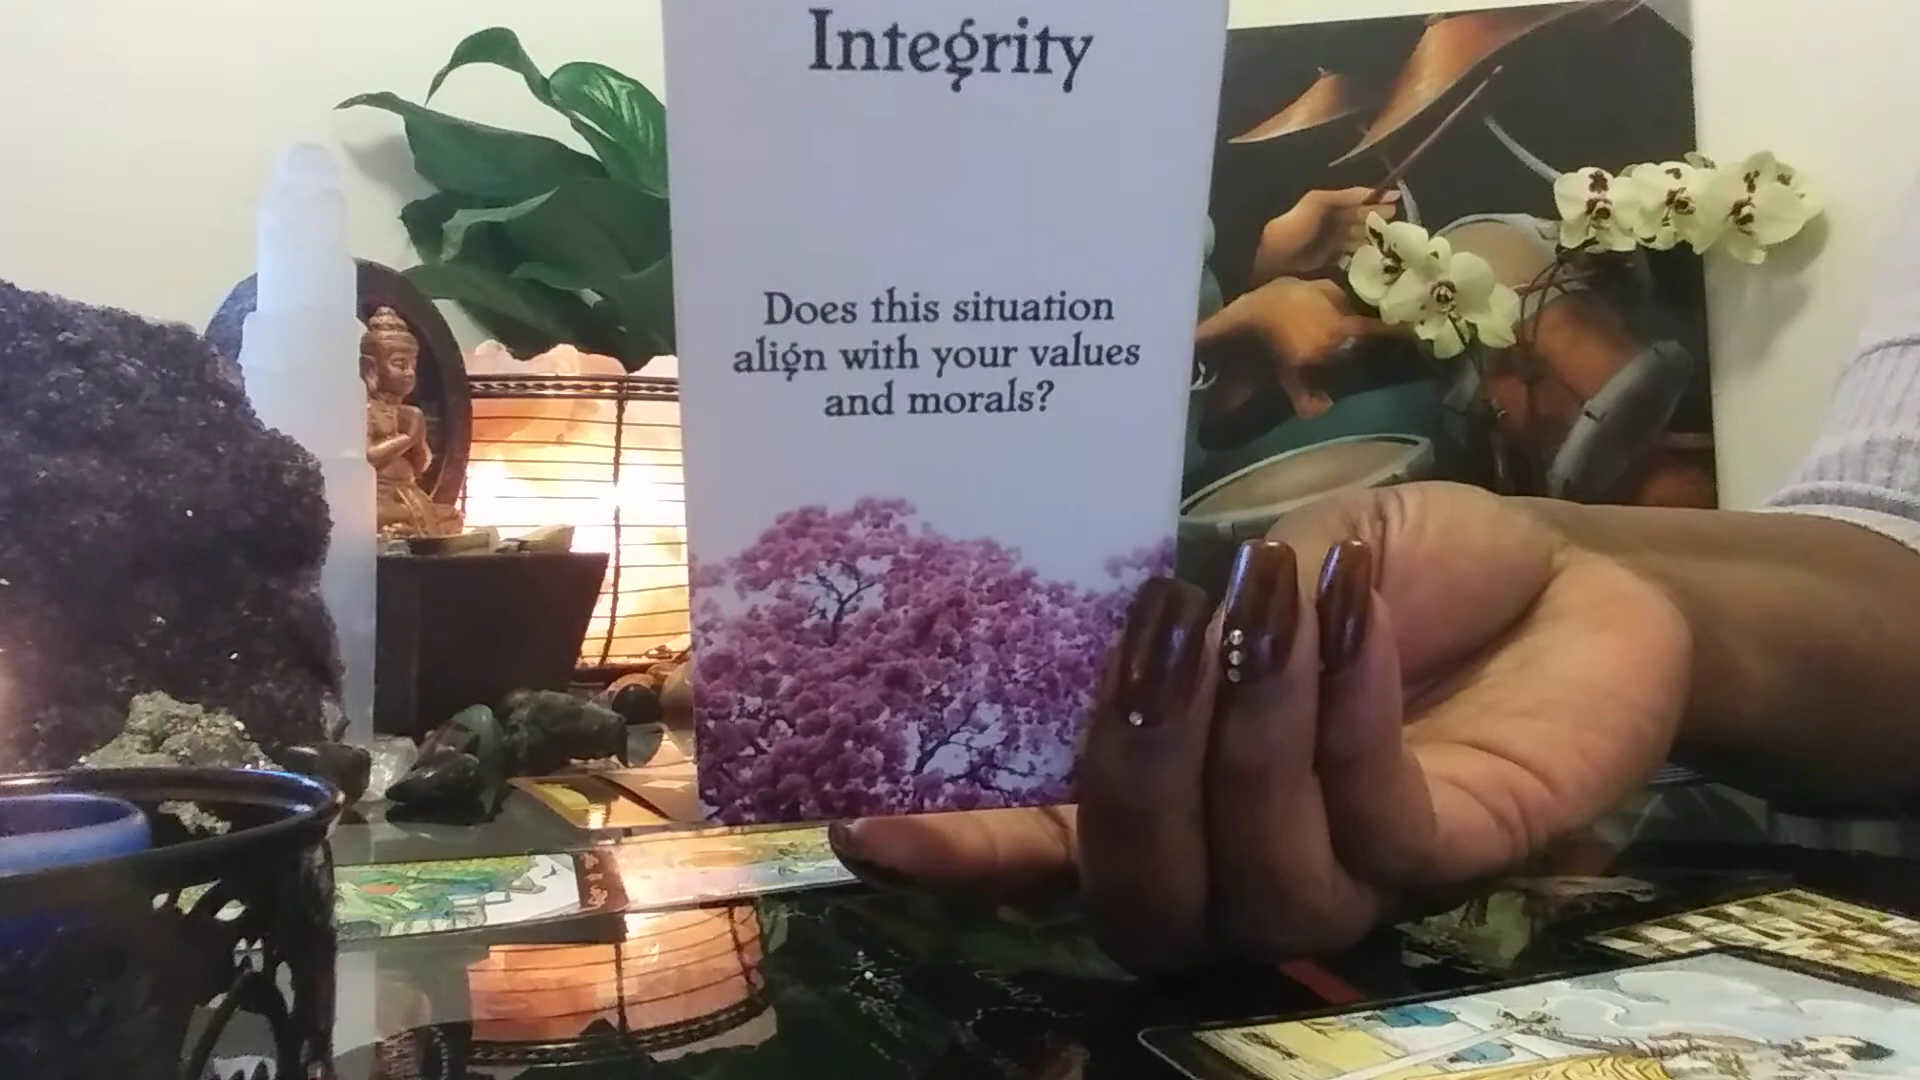 Integrity
Does this situation
align with your values
and morals?